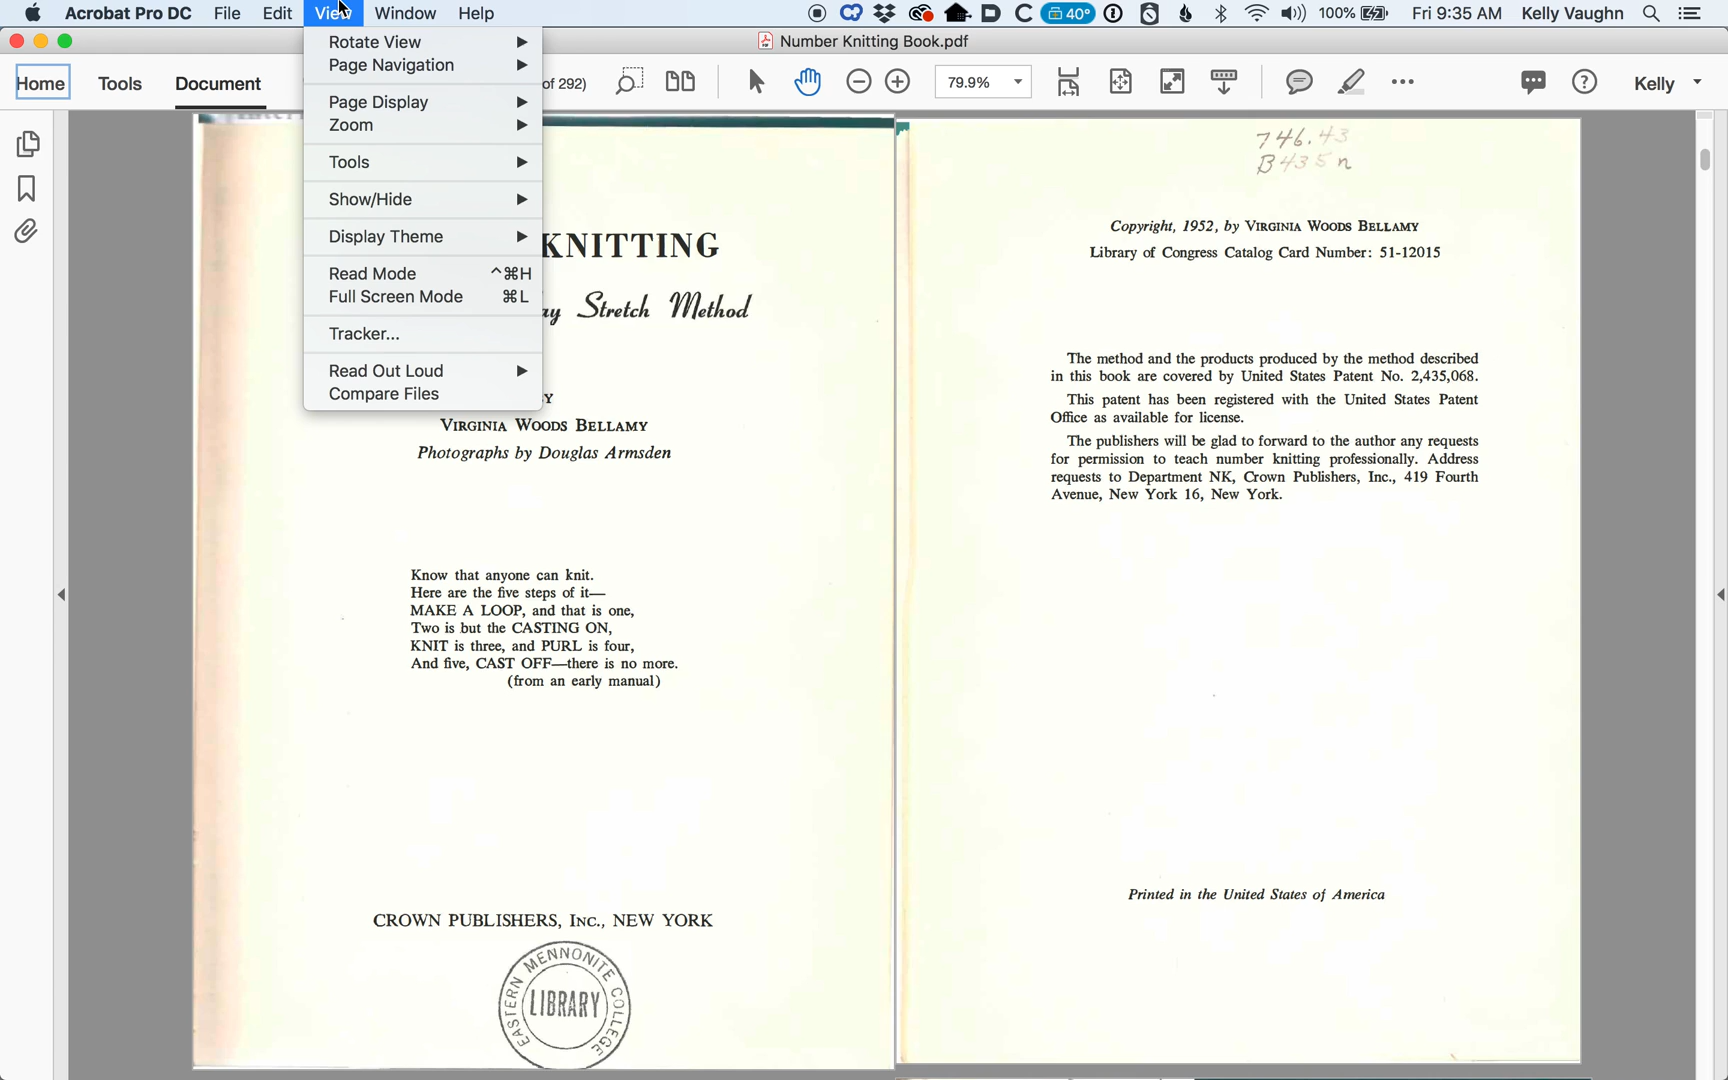 Acrobat Pro DC File Edit View Window Help 40° 100% Fri 9:35 AM Kelly Vaughn
Number Knitting Book.pdf
Home Tools Document of 292) 79.9% Kelly
Rotate View
Page Navigation
Page Display
Zoom
Tools
Show/Hide
Display Theme
Read Mode ^⌘H
Full Screen Mode ⌘L
Tracker...
Read Out Loud
Compare Files
KNITTING
ay Stretch Method
Y
VIRGINIA WOODS BELLAMY
Photographs by Douglas Armsden
Know that anyone can knit.
Here are the five steps of it—
MAKE A LOOP, and that is one,
Two is but the CASTING ON,
KNIT is three, and PURL is four,
And five, CAST OFF—there is no more.
(from an early manual)
CROWN PUBLISHERS, INC., NEW YORK
EASTERN MENNONITE COLLEGE
LIBRARY
746.43
B435n
Copyright, 1952, by VIRGINIA WOODS BELLAMY
Library of Congress Catalog Card Number: 51-12015
The method and the products produced by the method described
in this book are covered by United States Patent No. 2,435,068.
This patent has been registered with the United States Patent
Office as available for license.
The publishers will be glad to forward to the author any requests
for permission to teach number knitting professionally. Address
requests to Department NK, Crown Publishers, Inc., 419 Fourth
Avenue, New York 16, New York.
Printed in the United States of America